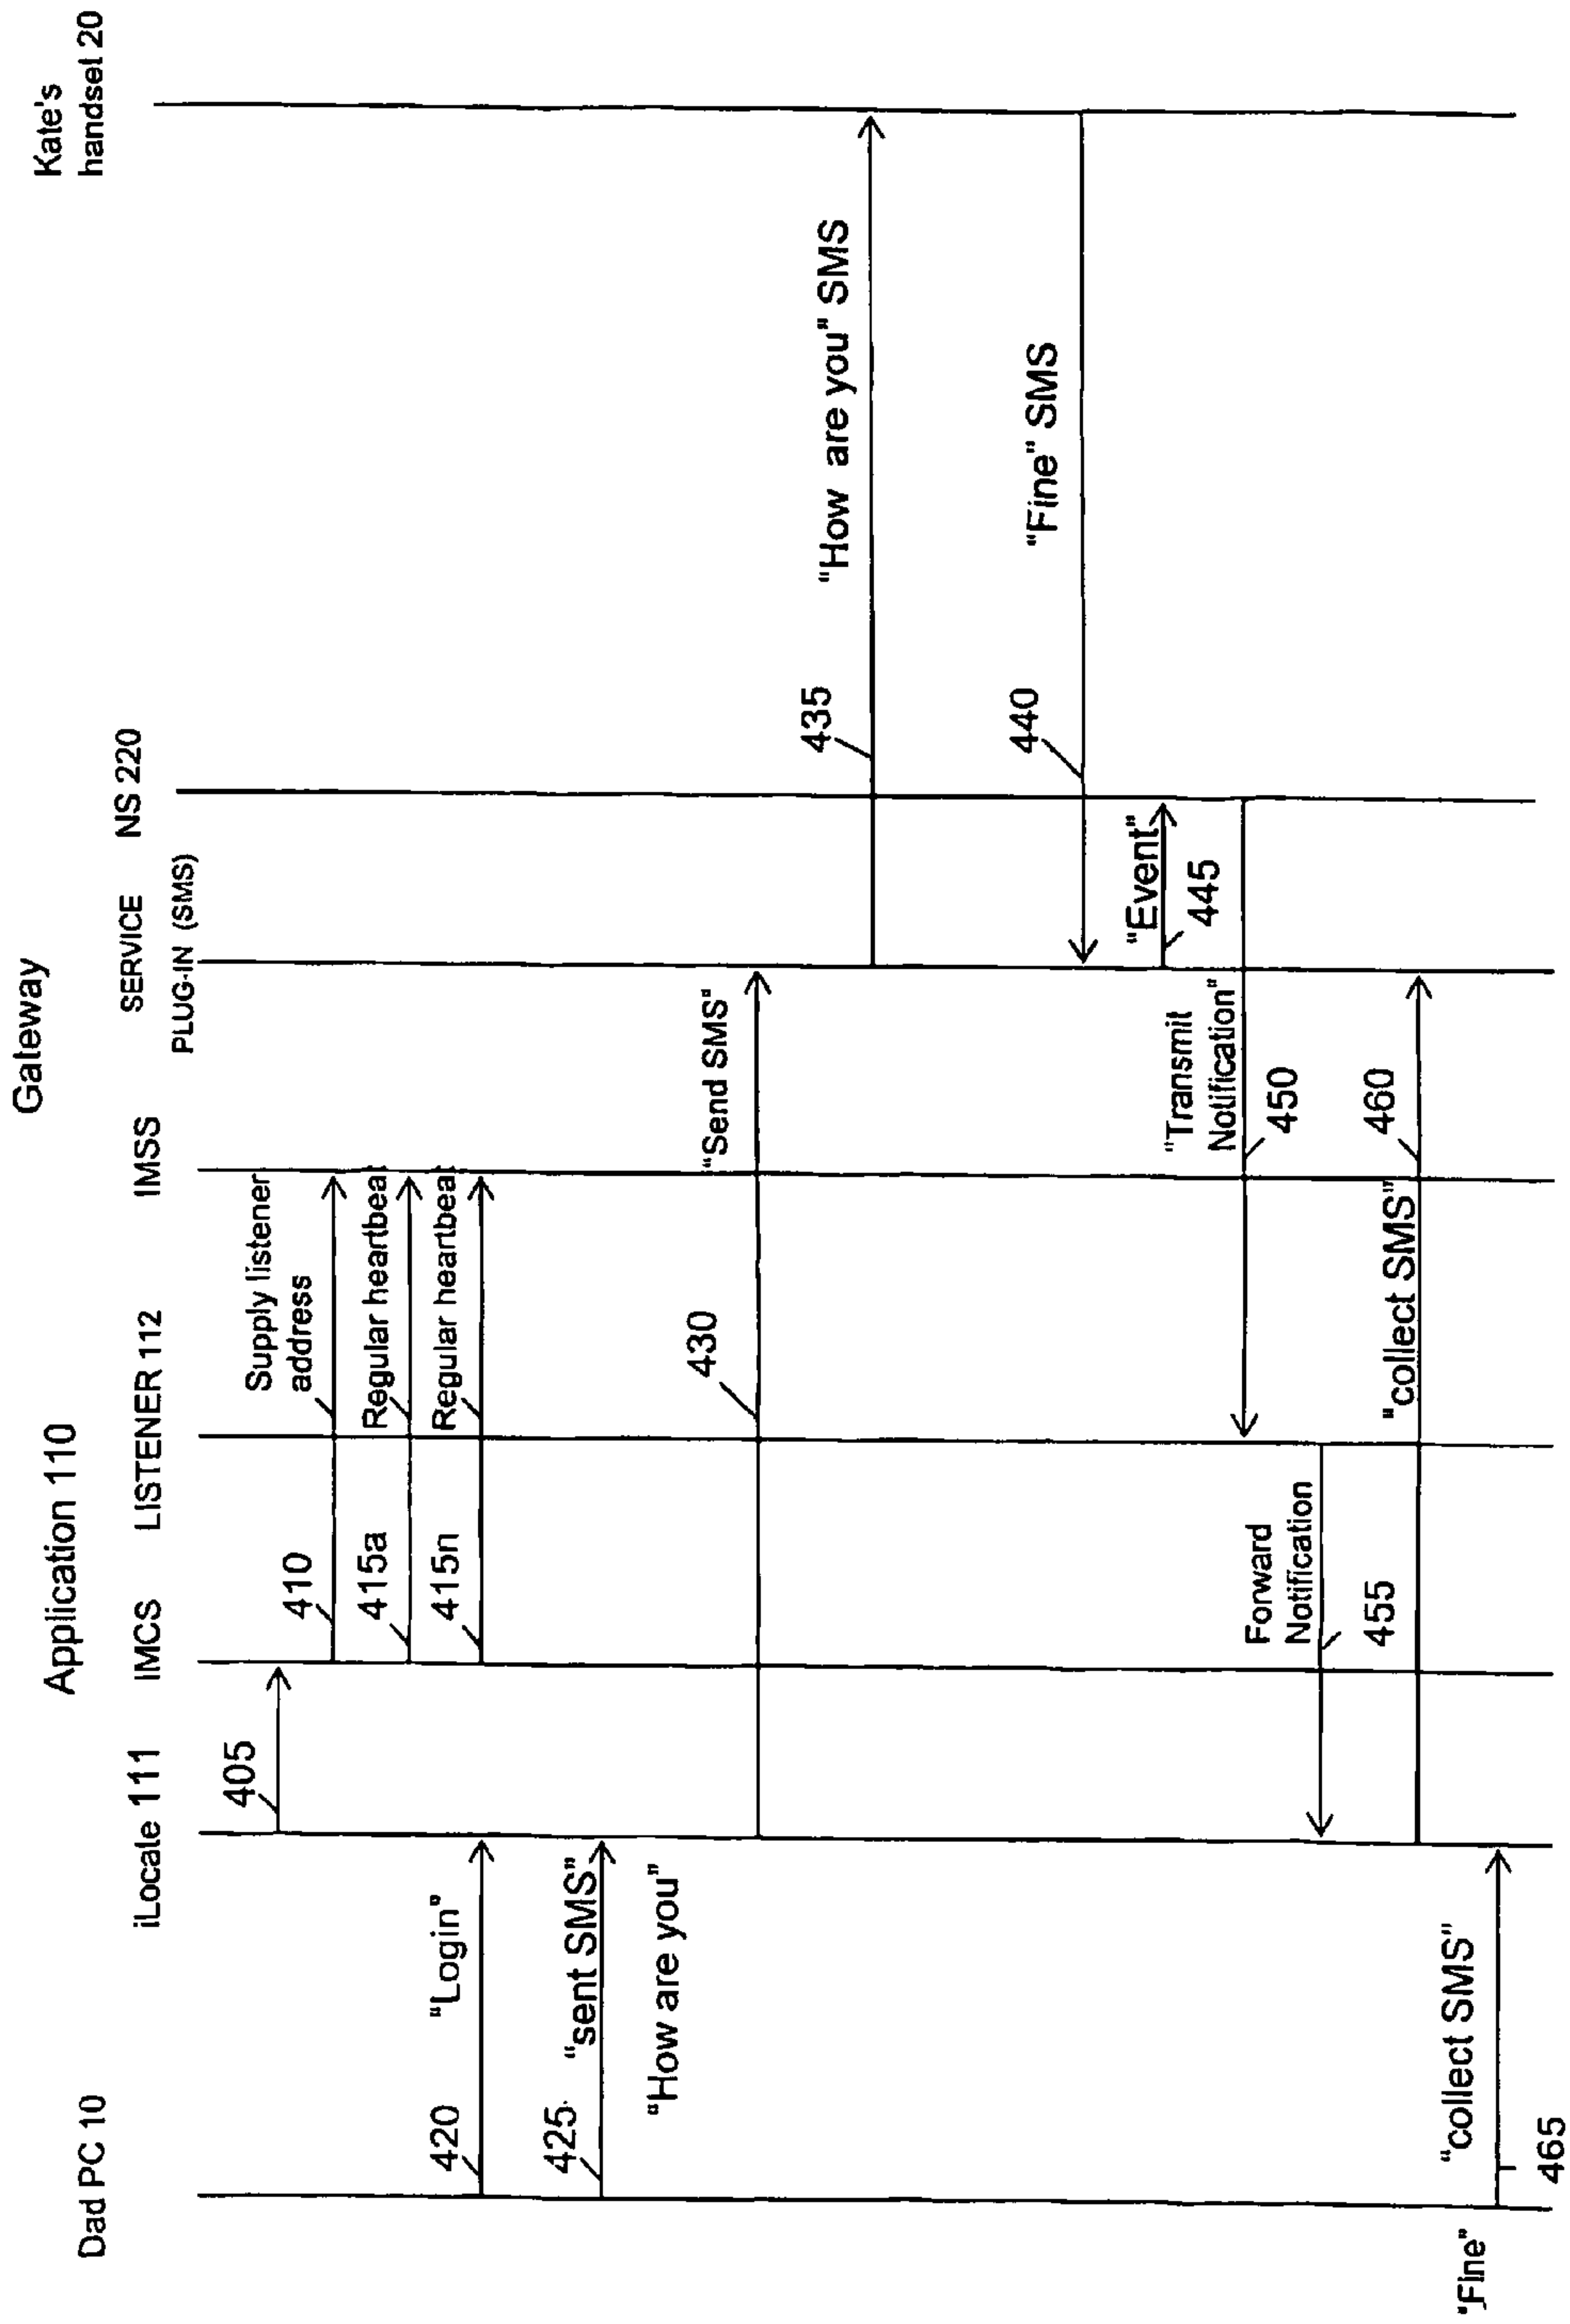 Dad PC 10
Application 110
Gateway
Kate's
handset 20
iLocate 111
IMCS
LISTENER 112
IMSS
SERVICE
PLUG-IN (SMS)
NS 220
405
410
Supply listener
address
415a
Regular heartbea
415n
Regular heartbea
420
"Login"
425
"sent SMS"
"How are you"
430
"Send SMS"
435
"How are you" SMS
440
"Fine" SMS
"Event"
445
"Transmit
Notification"
450
Forward
Notification
455
"collect SMS"
460
"collect SMS"
465
"Fine"